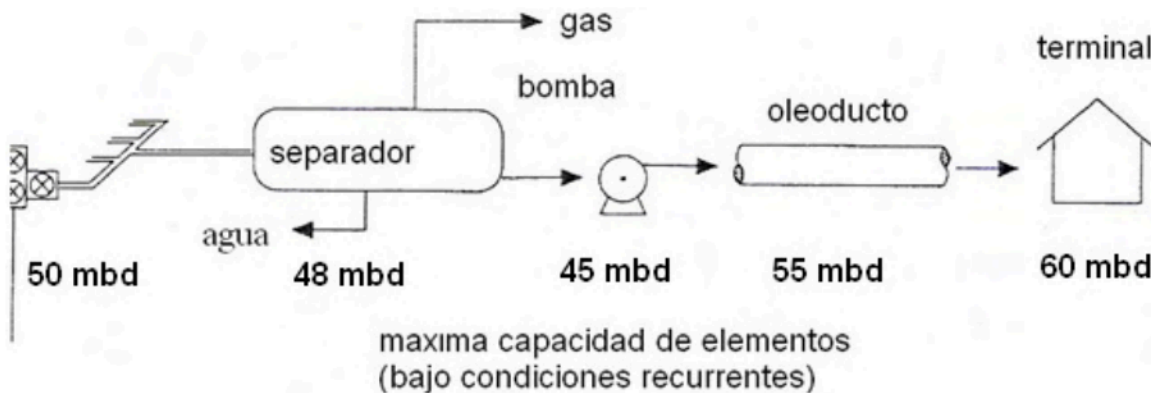 gas
terminal
bomba
oleoducto
separador
agua
50 mbd
48 mbd
45 mbd
55 mbd
60 mbd
maxima capacidad de elementos
(bajo condiciones recurrentes)